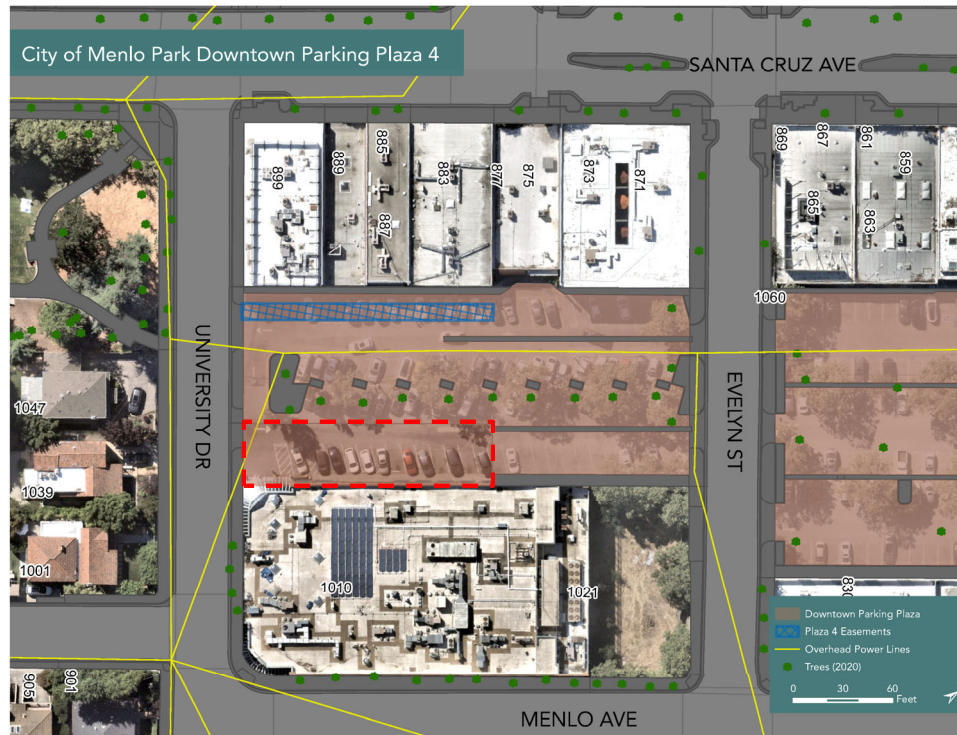 City of Menlo Park Downtown Parking Plaza 4
SANTA CRUZ AVE
899
889
885
887
883
877
875
873
871
869
867
865
861
863
859
1060
UNIVERSITY DR
EVELYN ST
1047
1039
1001
1010
1021
830
Downtown Parking Plaza
Plaza 4 Easements
Overhead Power Lines
Trees (2020)
0 30 60
Feet
905
901
MENLO AVE